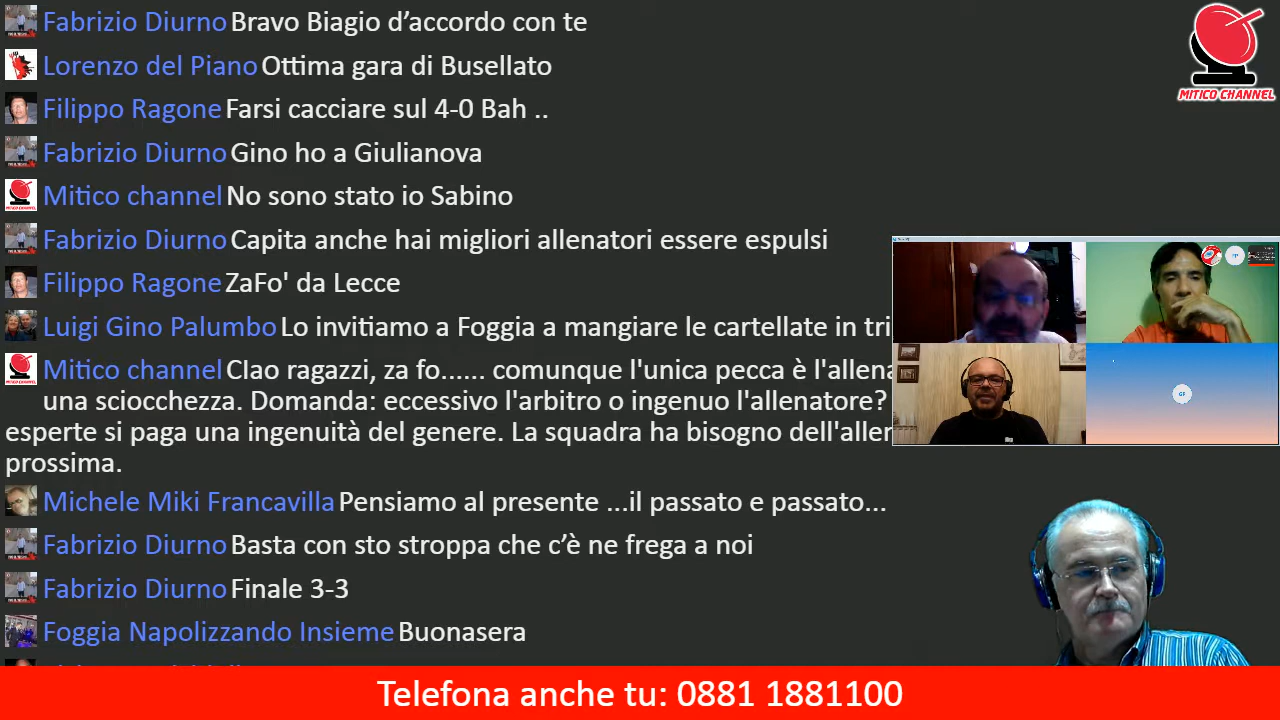 Fabrizio Diurno Bravo Biagio d’accordo con te
Lorenzo del Piano Ottima gara di Busellato
Filippo Ragone Farsi cacciare sul 4-0 Bah ..
Fabrizio Diurno Gino ho a Giulianova
Mitico channel No sono stato io Sabino
Fabrizio Diurno Capita anche hai migliori allenatori essere espulsi
Filippo Ragone ZaFo' da Lecce
Luigi Gino Palumbo Lo invitiamo a Foggia a mangiare le cartellate in tri
Mitico channel CIao ragazzi, za fo...... comunque l'unica pecca è l'allena
una sciocchezza. Domanda: eccessivo l'arbitro o ingenuo l'allenatore?
esperte si paga una ingenuità del genere. La squadra ha bisogno dell'aller
prossima.
Michele Miki Francavilla Pensiamo al presente ...il passato e passato...
Fabrizio Diurno Basta con sto stroppa che c’è ne frega a noi
Fabrizio Diurno Finale 3-3
Foggia Napolizzando Insieme Buonasera
MITICO CHANNEL
GP
Telefona anche tu: 0881 1881100